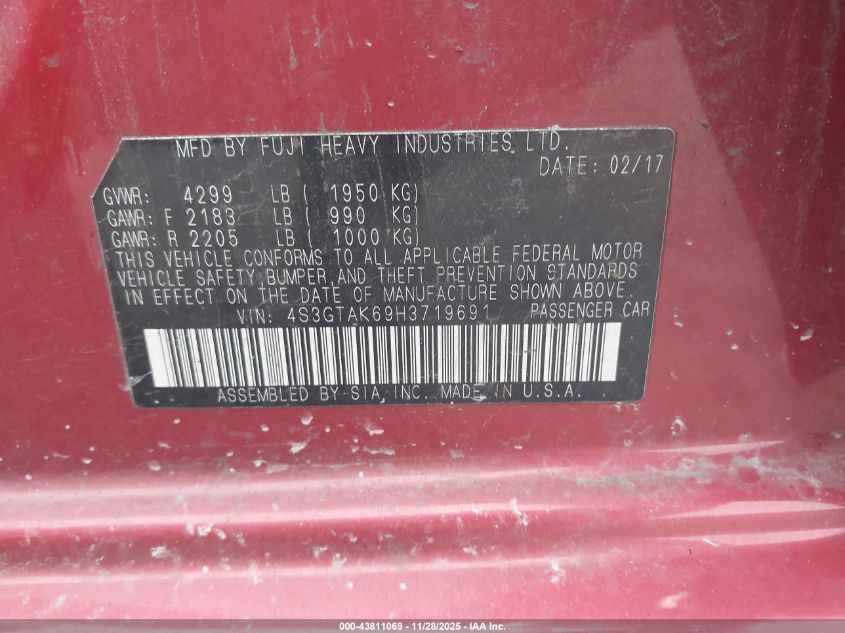 MFD BY FUJI HEAVY INDUSTRIES LTD.
DATE: 02/17
GVWR: 4299 LB ( 1950 KG)
GAWR: F 2183 LB ( 990 KG)
GAWR: R 2205 LB ( 1000 KG)
THIS VEHICLE CONFORMS TO ALL APPLICABLE FEDERAL MOTOR
VEHICLE SAFETY, BUMPER AND THEFT PREVENTION STANDARDS
IN EFFECT ON THE DATE OF MANUFACTURE SHOWN ABOVE.
VIN: 4S3GTAK69H3719691 PASSENGER CAR
ASSEMBLED BY SIA, INC. MADE IN U.S.A.
000-43811069 - 11/28/2025 - IAA Inc.